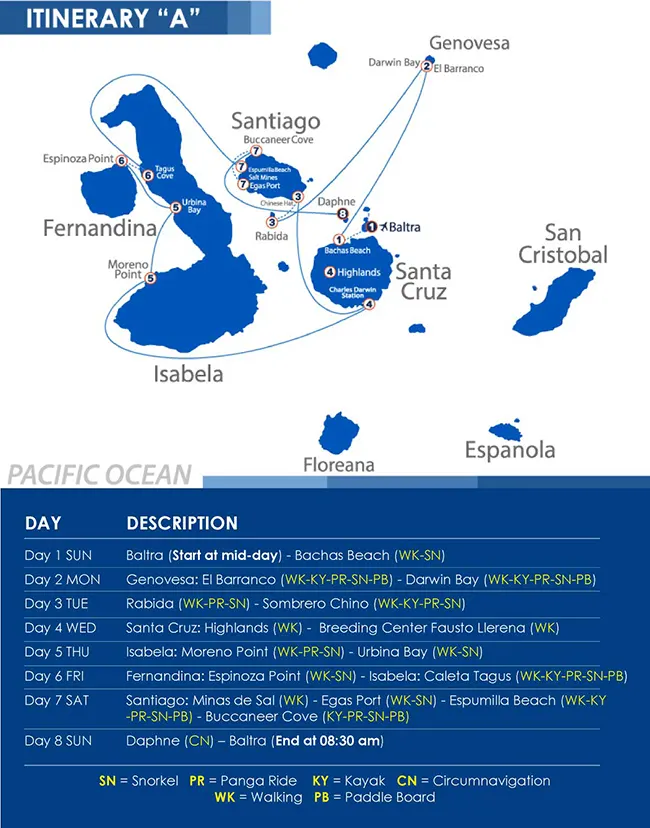 ITINERARY “A”
Genovesa
Darwin Bay
2
El Barranco
Santiago
Buccaneer Cove
7
Espinoza Point
6
Tagus
Cove
6
7
Espumilla Beach
Salt Mines
7
Egas Port
Chinese Hat
3
Daphne
8
Urbina
Bay
5
Fernandina
3
Rabida
1
Baltra
1
Bachas Beach
San
Cristobal
Moreno
Point
5
4
Highlands
Santa
Cruz
Charles Darwin
Station
4
Isabela
Floreana
Espanola
PACIFIC OCEAN
DAY DESCRIPTION
Day 1 SUN Baltra (Start at mid-day) - Bachas Beach (WK-SN)
Day 2 MON Genovesa: El Barranco (WK-KY-PR-SN-PB) - Darwin Bay (WK-KY-PR-SN-PB)
Day 3 TUE Rabida (WK-PR-SN) - Sombrero Chino (WK-KY-PR-SN)
Day 4 WED Santa Cruz: Highlands (WK) - Breeding Center Fausto Llerena (WK)
Day 5 THU Isabela: Moreno Point (WK-PR-SN) - Urbina Bay (WK-SN)
Day 6 FRI Fernandina: Espinoza Point (WK-SN) - Isabela: Caleta Tagus (WK-KY-PR-SN-PB)
Day 7 SAT Santiago: Minas de Sal (WK) - Egas Port (WK-SN) - Espumilla Beach (WK-KY
-PR-SN-PB) - Buccaneer Cove (KY-PR-SN-PB)
Day 8 SUN Daphne (CN) – Baltra (End at 08:30 am)
SN = Snorkel PR = Panga Ride KY = Kayak CN = Circumnavigation
WK = Walking PB = Paddle Board